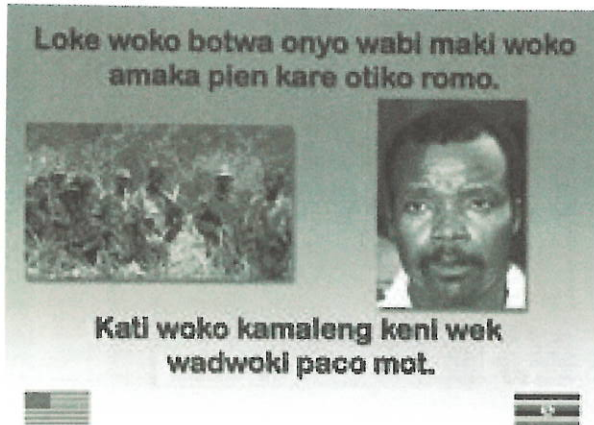 Loke woko botwa onyo wabi maki woko
amaka pien kare otiko romo.
Kati woko kamaleng keni wek
wadwoki paco mot.